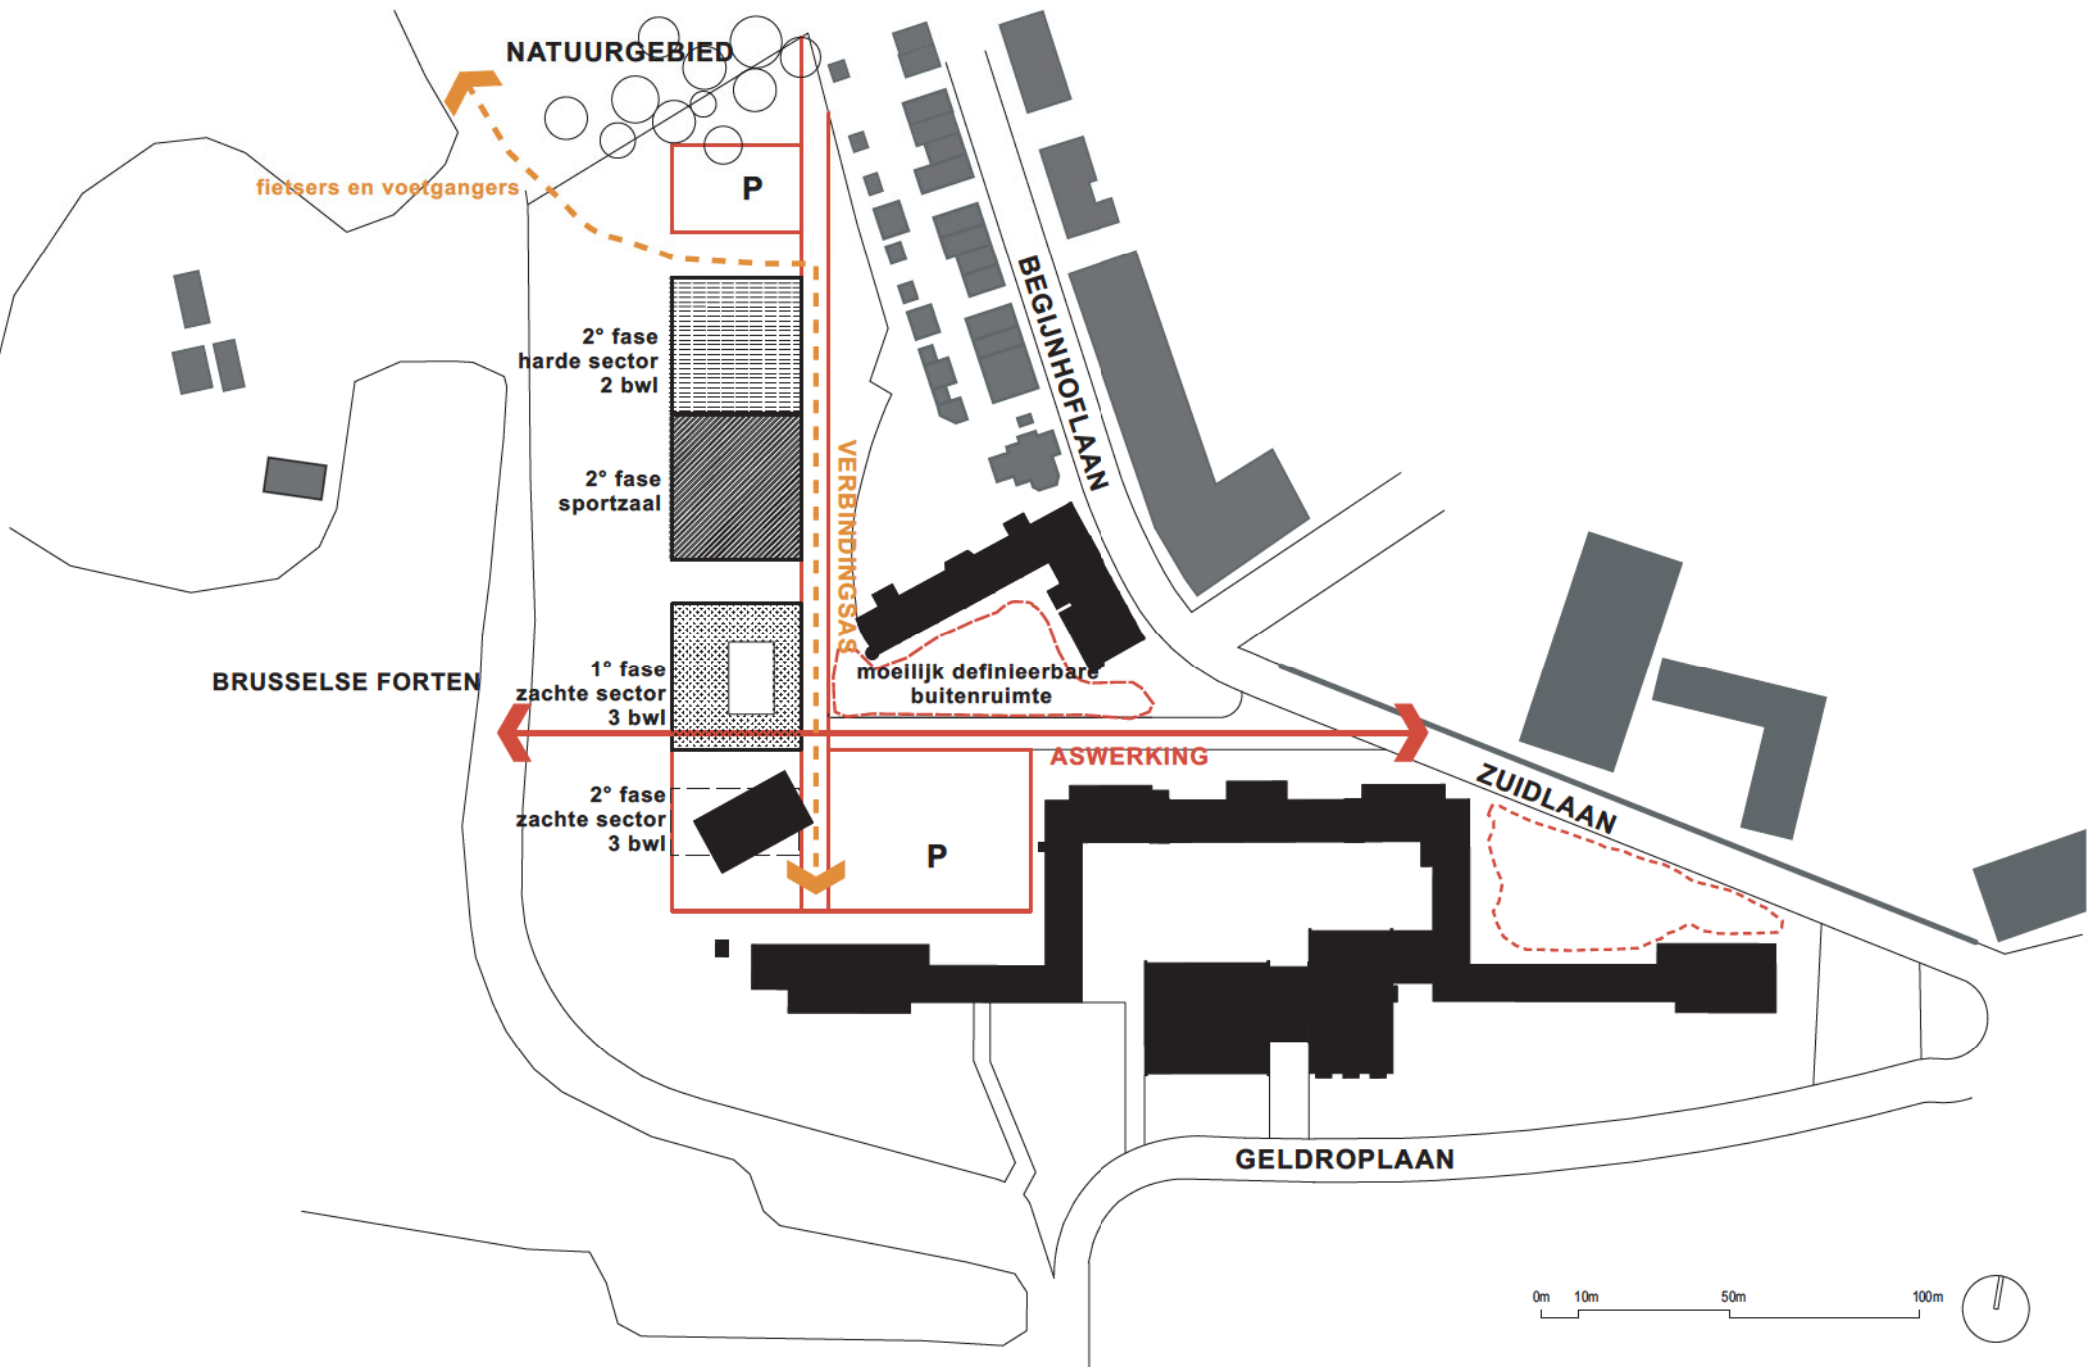 NATUURGEBIED
fietsers en voetgangers
P
2° fase
harde sector
2 bwl
BEGIJNHOFLAAN
2° fase
sportzaal
VERBINDINGSAS
1° fase
zachte sector
3 bwl
moeilijk definieerbare
buitenruimte
BRUSSELSE FORTEN
ASWERKING
ZUIDLAAN
2° fase
zachte sector
3 bwl
P
GELDROPLAAN
0m 10m 50m 100m